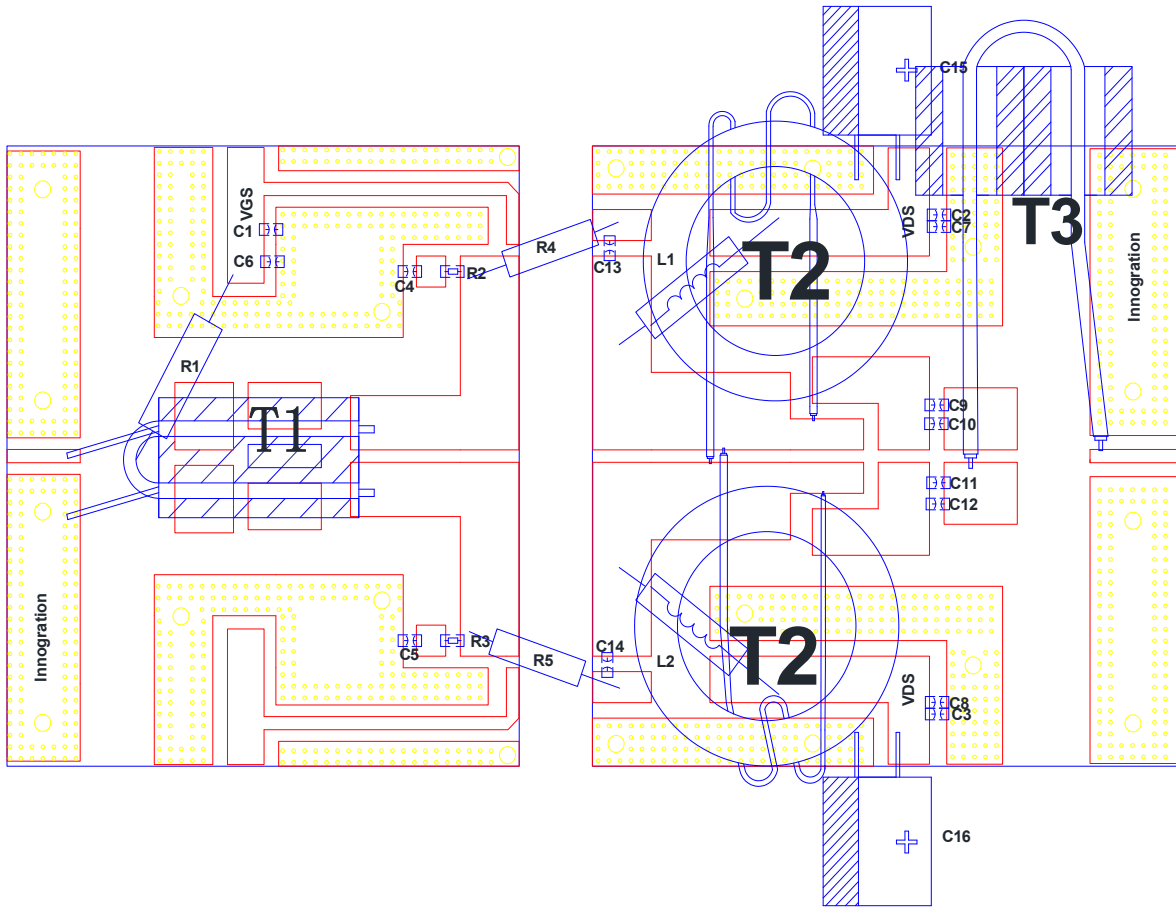 C15
VGS
C1
C6
C4
R2
R4
C13
L1
T2
VDS
C2
C7
T3
Innogration
R1
T1
C9
C10
C11
C12
Innogration
C5
R3
R5
C14
L2
T2
VDS
C8
C3
C16